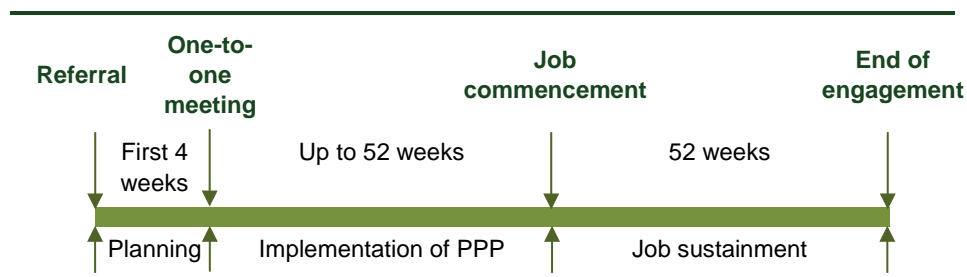 Referral
One-to-
one
meeting
Job
commencement
End of
engagement
First 4
weeks
Up to 52 weeks
52 weeks
Planning
Implementation of PPP
Job sustainment